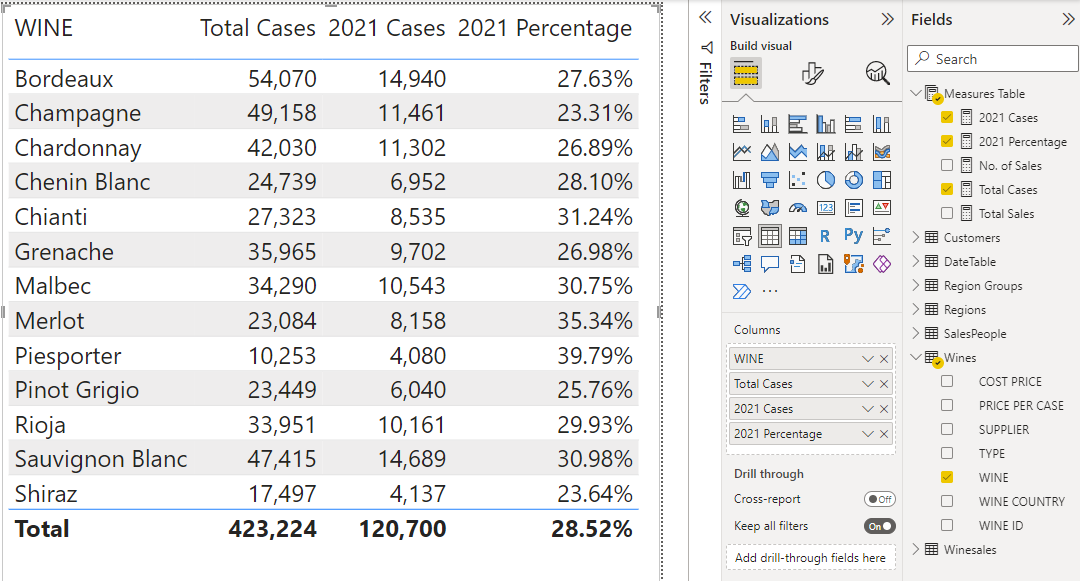 WINE Total Cases 2021 Cases 2021 Percentage
Bordeaux 54,070 14,940 27.63%
Champagne 49,158 11,461 23.31%
Chardonnay 42,030 11,302 26.89%
Chenin Blanc 24,739 6,952 28.10%
Chianti 27,323 8,535 31.24%
Grenache 35,965 9,702 26.98%
Malbec 34,290 10,543 30.75%
Merlot 23,084 8,158 35.34%
Piesporter 10,253 4,080 39.79%
Pinot Grigio 23,449 6,040 25.76%
Rioja 33,951 10,161 29.93%
Sauvignon Blanc 47,415 14,689 30.98%
Shiraz 17,497 4,137 23.64%
Total 423,224 120,700 28.52%
Filters
Visualizations
Build visual
123
R Py
Columns
WINE
Total Cases
2021 Cases
2021 Percentage
Drill through
Cross-report Off
Keep all filters On
Add drill-through fields here
Fields
Search
Measures Table
2021 Cases
2021 Percentage
No. of Sales
Total Cases
Total Sales
Customers
DateTable
Region Groups
Regions
SalesPeople
Wines
COST PRICE
PRICE PER CASE
SUPPLIER
TYPE
WINE
WINE COUNTRY
WINE ID
Winesales